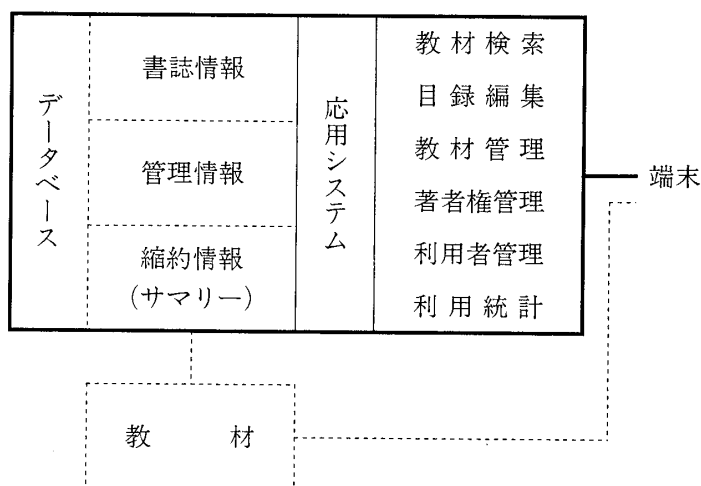 データベース
書誌情報
管理情報
縮約情報
（サマリー）
応用システム
教材検索
目録編集
教材管理
著者権管理
利用者管理
利用統計
端末
教材